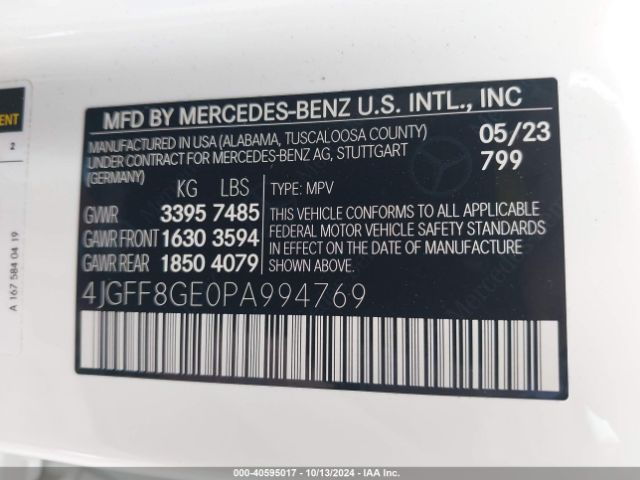 MFD BY MERCEDES-BENZ U.S. INTL., INC
MANUFACTURED IN USA (ALABAMA, TUSCALOOSA COUNTY)
UNDER CONTRACT FOR MERCEDES-BENZ AG, STUTTGART
(GERMANY)
05/23
799
KG LBS
GVWR 3395 7485
GAWR FRONT 1630 3594
GAWR REAR 1850 4079
TYPE: MPV
THIS VEHICLE CONFORMS TO ALL APPLICABLE
FEDERAL MOTOR VEHICLE SAFETY STANDARDS
IN EFFECT ON THE DATE OF MANUFACTURE
SHOWN ABOVE.
4JGFF8GE0PA994769
ENT
2
A 167 584 04 19
000-40595017 - 10/13/2024 - copart.com